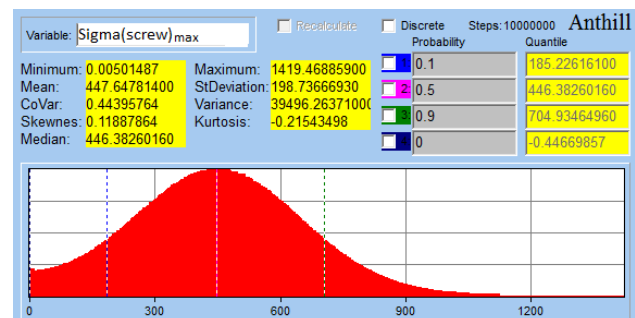 Variable: Sigma(screw)max
Recalculate
Discrete Steps:10000000 Anthill
Probability Quantile
Minimum: 0.00501487 Maximum: 1419.46885900
Mean: 447.64781400 StDeviation: 198.73666930
CoVar: 0.44395764 Variance: 39496.26371000
Skewnes: 0.11887864 Kurtosis: -0.21543498
Median: 446.38260160
1 0.1 185.22616100
2 0.5 446.38260160
3 0.9 704.93464960
0 -0.44669857
0 300 600 900 1200